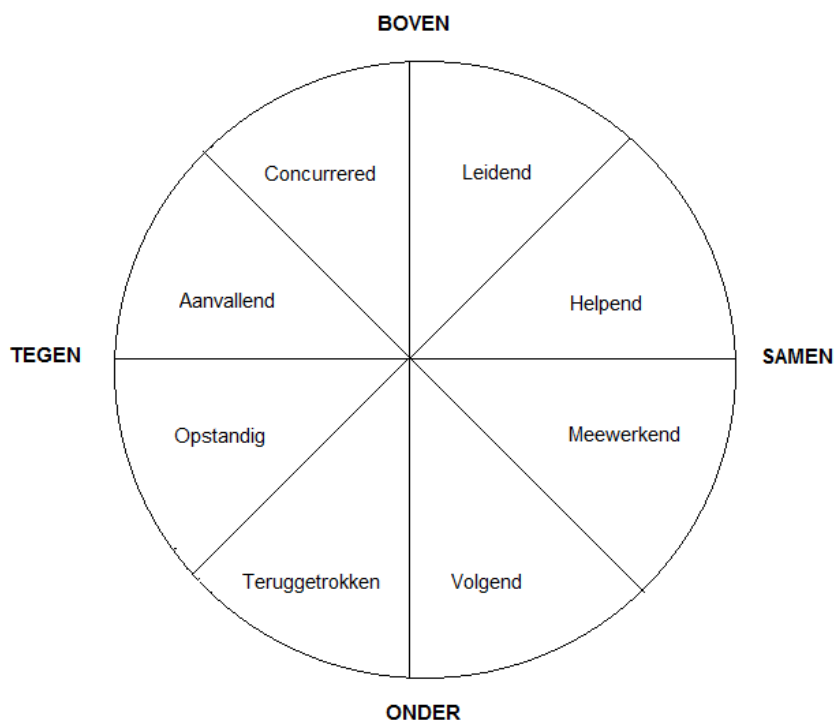 BOVEN
Concurrered
Leidend
Aanvallend
Helpend
TEGEN
SAMEN
Opstandig
Meewerkend
Teruggetrokken
Volgend
ONDER